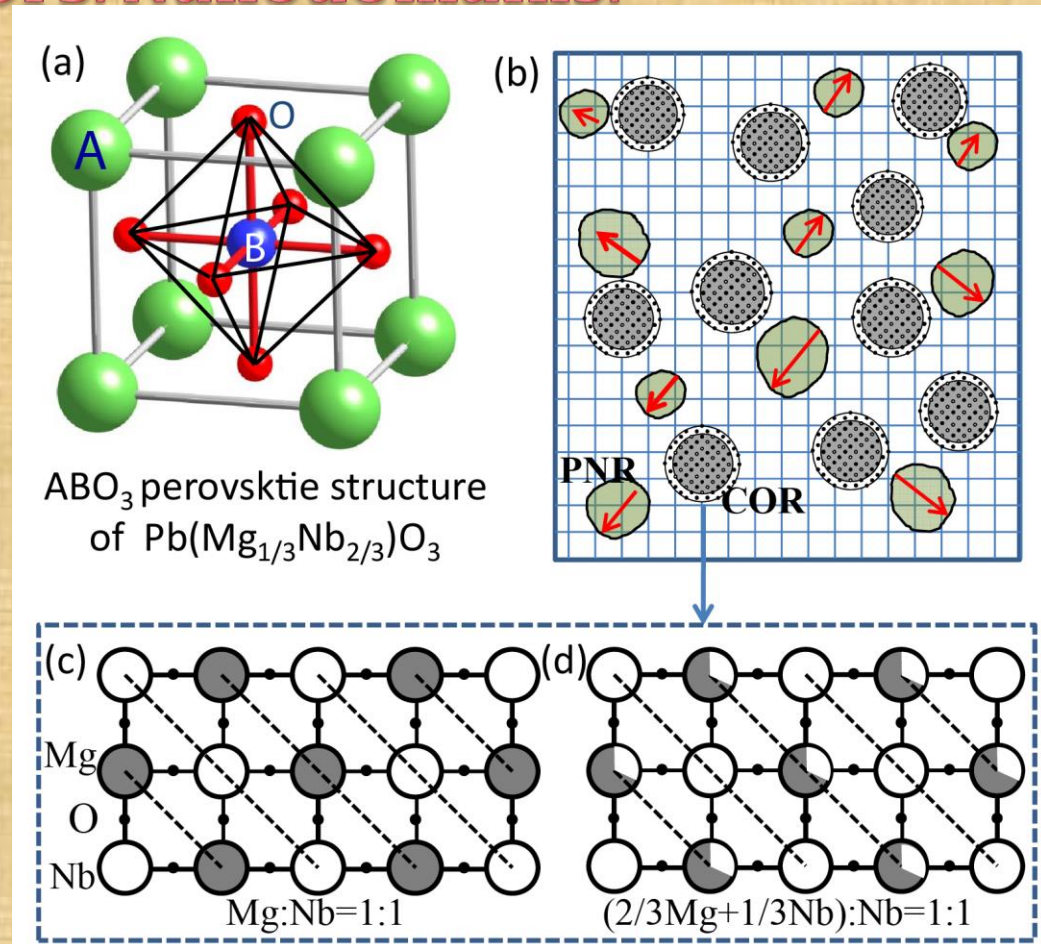 (a)
A
O
B
ABO₃ perovsktie structure
of Pb(Mg₁/₃Nb₂/₃)O₃
(b)
PNR
COR
(c)
(d)
Mg
O
Nb
Mg:Nb=1:1
(2/3Mg+1/3Nb):Nb=1:1